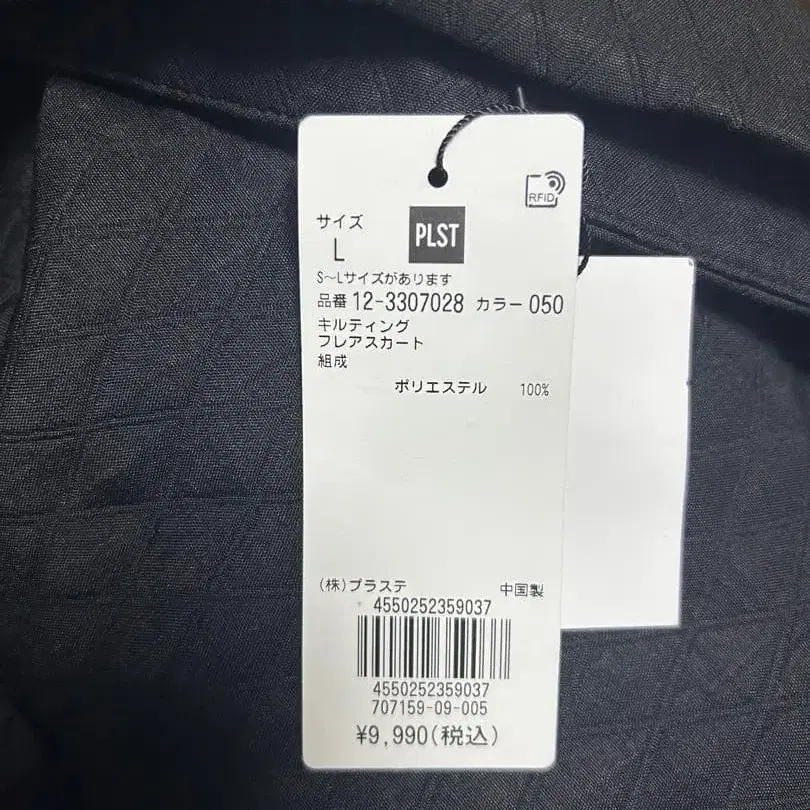 RFID
サイズ
L
PLST
S～Lサイズがあります
品番 12-3307028 カラー 050
キルティング
フレアスカート
組成
ポリエステル 100%
(株)プラステ 中国製
4550252359037
4550252359037
707159-09-005
¥9,990(税込)